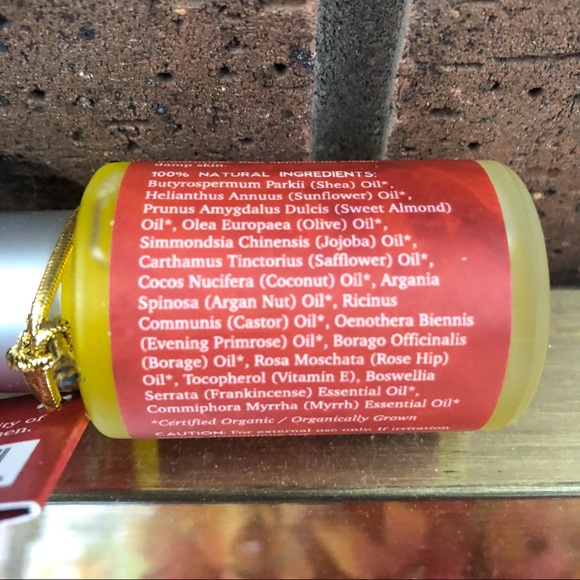 damp skin.
100% NATURAL INGREDIENTS:
Butyrospermum Parkii (Shea) Oil*,
Helianthus Annuus (Sunflower) Oil*,
Prunus Amygdalus Dulcis (Sweet Almond)
Oil*, Olea Europaea (Olive) Oil*,
Simmondsia Chinensis (Jojoba) Oil*,
Carthamus Tinctorius (Safflower) Oil*,
Cocos Nucifera (Coconut) Oil*, Argania
Spinosa (Argan Nut) Oil*, Ricinus
Communis (Castor) Oil*, Oenothera Biennis
(Evening Primrose) Oil*, Borago Officinalis
(Borage) Oil*, Rosa Moschata (Rose Hip)
Oil*, Tocopherol (Vitamin E), Boswellia
Serrata (Frankincense) Essential Oil*,
Commiphora Myrrha (Myrrh) Essential Oil*
*Certified Organic / Organically Grown
CAUTION: For external use only. If irritation
of